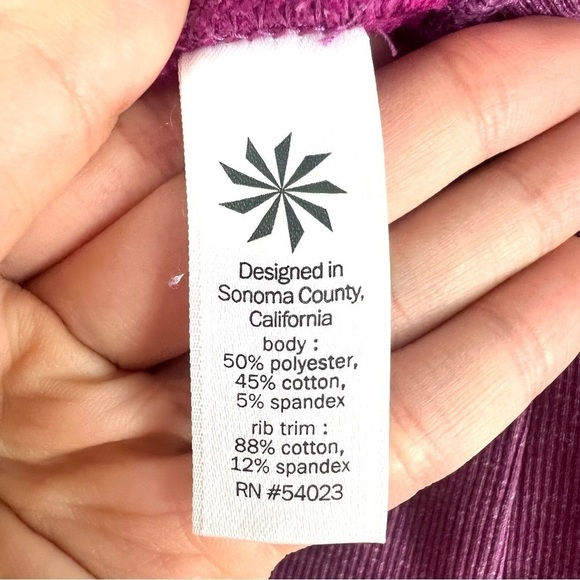 Designed in
Sonoma County,
California
body :
50% polyester,
45% cotton,
5% spandex
rib trim :
88% cotton,
12% spandex
RN #54023